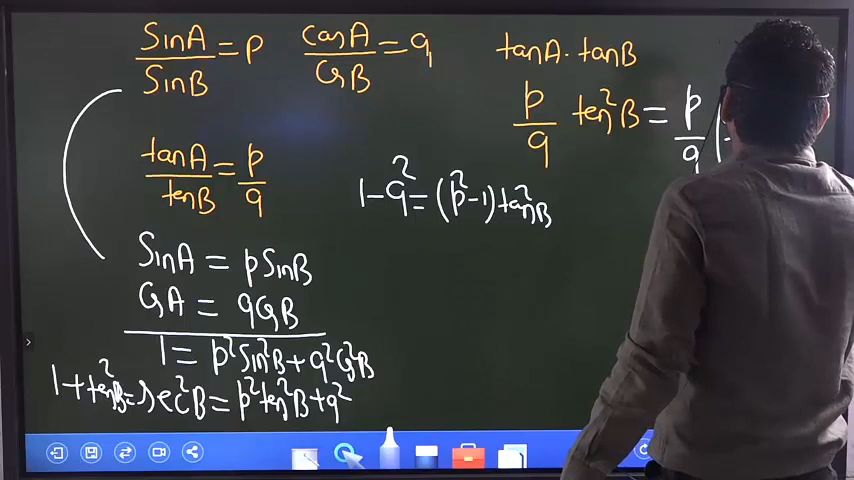 SinA/SinB = p   cosA/CosB = q   tanA · tanB
p/q tan²B = p/q (
tanA/tanB = p/q
1 - q² = (p² - 1) tan²B
SinA = p SinB
CosA = q CosB
1 = p² Sin²B + q² Cos²B
1 + tan²B = sec²B = p² tan²B + q²